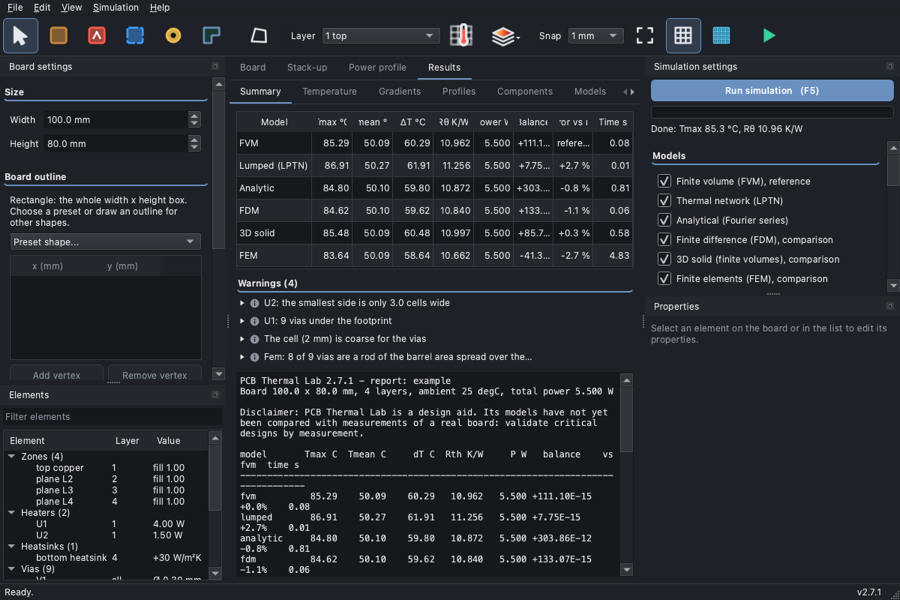 File Edit View Simulation Help
Layer 1 top Snap 1 mm
Board settings
Size
Width 100.0 mm
Height 80.0 mm
Board outline
Rectangle: the whole width x height box.
Choose a preset or draw an outline for
other shapes.
Preset shape...
x (mm) y (mm)
Add vertex Remove vertex
Elements
Filter elements
Element Layer Value
Zones (4)
top copper 1 fill 1.00
plane L2 2 fill 1.00
plane L3 3 fill 1.00
plane L4 4 fill 1.00
Heaters (2)
U1 1 4.00 W
U2 1 1.50 W
Heatsinks (1)
bottom heatsink 4 +30 W/m²K
Vias (9)
V1 all Ø 0.30 mm
Board Stack-up Power profile Results
Summary Temperature Gradients Profiles Components Models
Model ΔT °C Rθ K/W Time s
FVM 85.29 50.09 60.29 10.962 5.500 +111.1... refere... 0.08
Lumped (LPTN) 86.91 50.27 61.91 11.256 5.500 +7.75... +2.7 % 0.01
Analytic 84.80 50.10 59.80 10.872 5.500 +303.... -0.8 % 0.81
FDM 84.62 50.10 59.62 10.840 5.500 +133.... -1.1 % 0.06
3D solid 85.48 50.09 60.48 10.997 5.500 +85.7... +0.3 % 0.58
FEM 83.64 50.09 58.64 10.662 5.500 -41.3... -2.7 % 4.83
Warnings (4)
U2: the smallest side is only 3.0 cells wide
U1: 9 vias under the footprint
The cell (2 mm) is coarse for the vias
Fem: 8 of 9 vias are a rod of the barrel area spread over the...
PCB Thermal Lab 2.7.1 - report: example
Board 100.0 x 80.0 mm, 4 layers, ambient 25 degC, total power 5.500 W
Disclaimer: PCB Thermal Lab is a design aid. Its models have not yet
been compared with measurements of a real board: validate critical
designs by measurement.
model Tmax C Tmean C dT C Rth K/W P W balance vs
fvm time s
fvm 85.29 50.09 60.29 10.962 5.500 +111.10E-15
+0.0% 0.08
lumped 86.91 50.27 61.91 11.256 5.500 +7.75E-15
+2.7% 0.01
analytic 84.80 50.10 59.80 10.872 5.500 +303.86E-12
-0.8% 0.81
fdm 84.62 50.10 59.62 10.840 5.500 +133.07E-15
-1.1% 0.06
Simulation settings
Run simulation (F5)
Done: Tmax 85.3 °C, Rθ 10.96 K/W
Models
Finite volume (FVM), reference
Thermal network (LPTN)
Analytical (Fourier series)
Finite difference (FDM), comparison
3D solid (finite volumes), comparison
Finite elements (FEM), comparison
Properties
Select an element on the board or in the list to edit its
properties.
Ready. v2.7.1